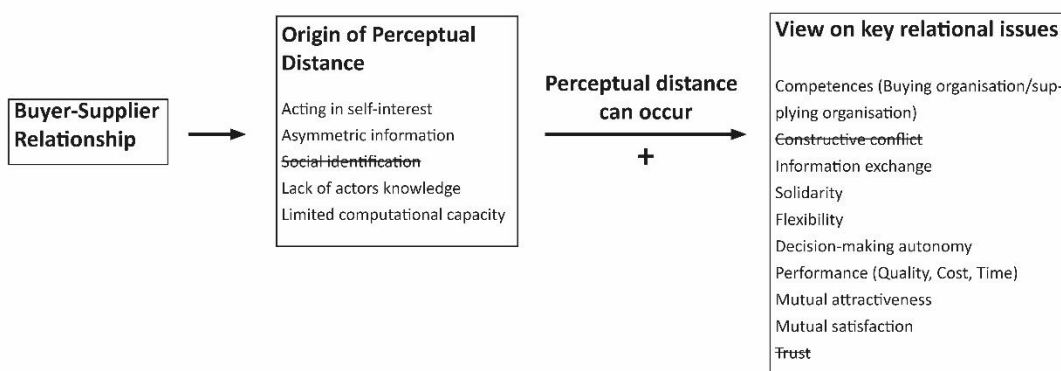 Buyer-Supplier
Relationship
Origin of Perceptual
Distance
Acting in self-interest
Asymmetric information
Social identification
Lack of actors knowledge
Limited computational capacity
Perceptual distance
can occur
+
View on key relational issues
Competences (Buying organisation/sup-
plying organisation)
Constructive conflict
Information exchange
Solidarity
Flexibility
Decision-making autonomy
Performance (Quality, Cost, Time)
Mutual attractiveness
Mutual satisfaction
Trust